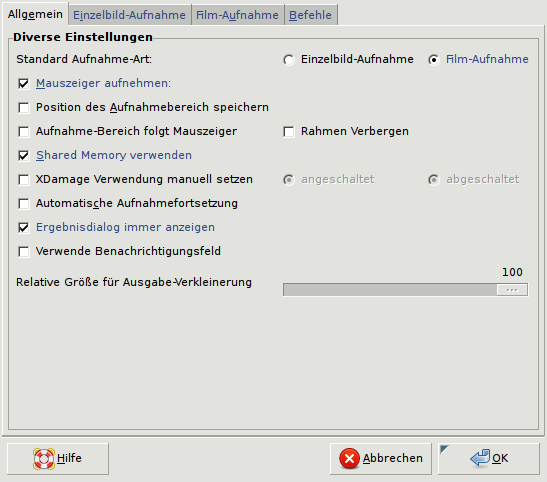 Allgemein Einzelbild-Aufnahme Film-Aufnahme Befehle
Diverse Einstellungen
Standard Aufnahme-Art: Einzelbild-Aufnahme Film-Aufnahme
Mauszeiger aufnehmen:
Position des Aufnahmebereich speichern
Aufnahme-Bereich folgt Mauszeiger Rahmen Verbergen
Shared Memory verwenden
XDamage Verwendung manuell setzen angeschaltet abgeschaltet
Automatische Aufnahmefortsetzung
Ergebnisdialog immer anzeigen
Verwende Benachrichtigungsfeld
100
Relative Größe für Ausgabe-Verkleinerung ...
Hilfe Abbrechen OK